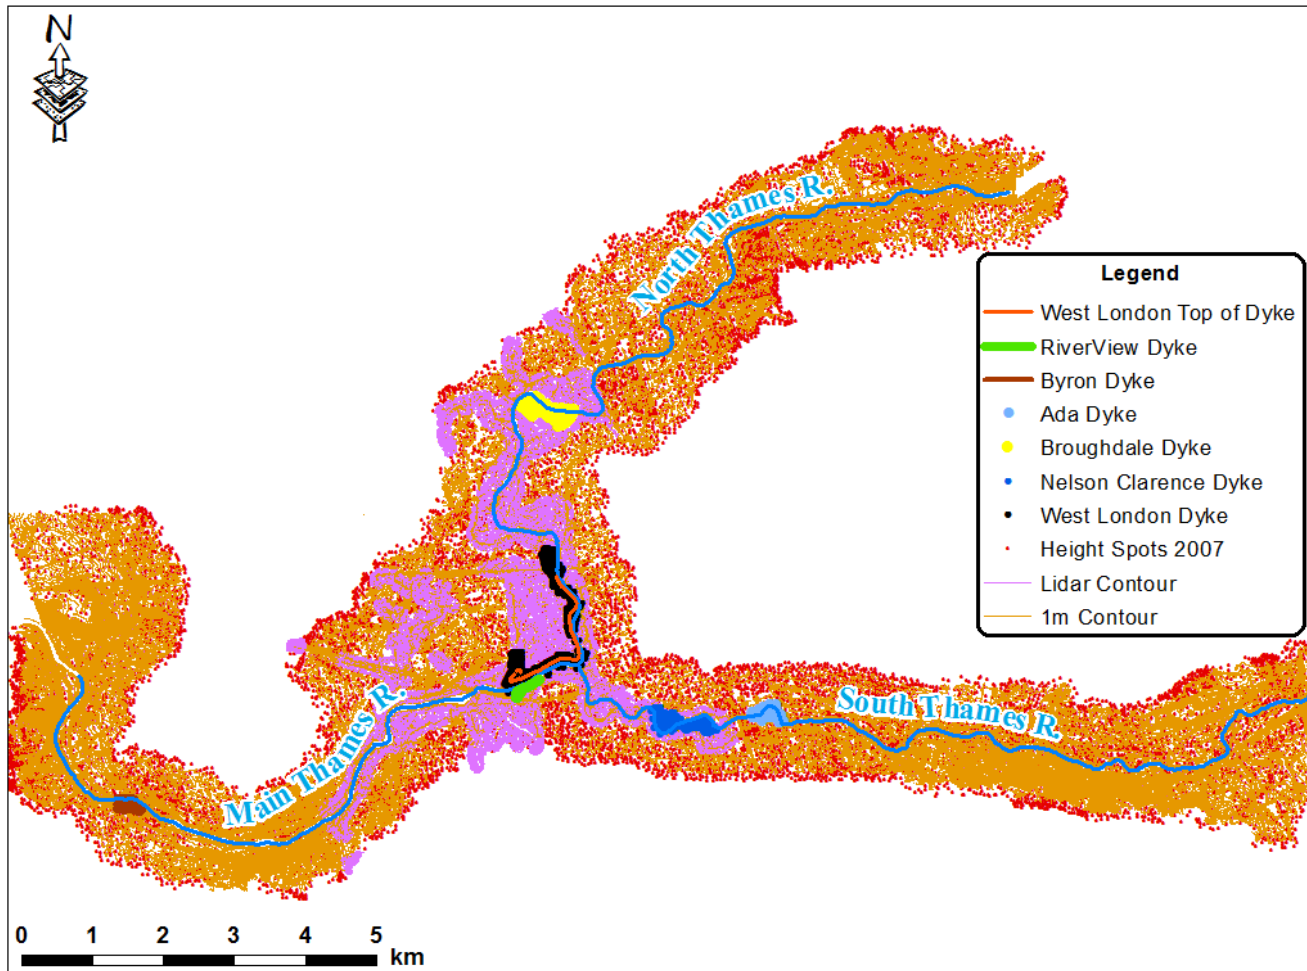 N
North Thames R.
Legend
West London Top of Dyke
RiverView Dyke
Byron Dyke
Ada Dyke
Broughdale Dyke
Nelson Clarence Dyke
West London Dyke
Height Spots 2007
Lidar Contour
1m Contour
South Thames R.
Main Thames R.
0 1 2 3 4 5
km